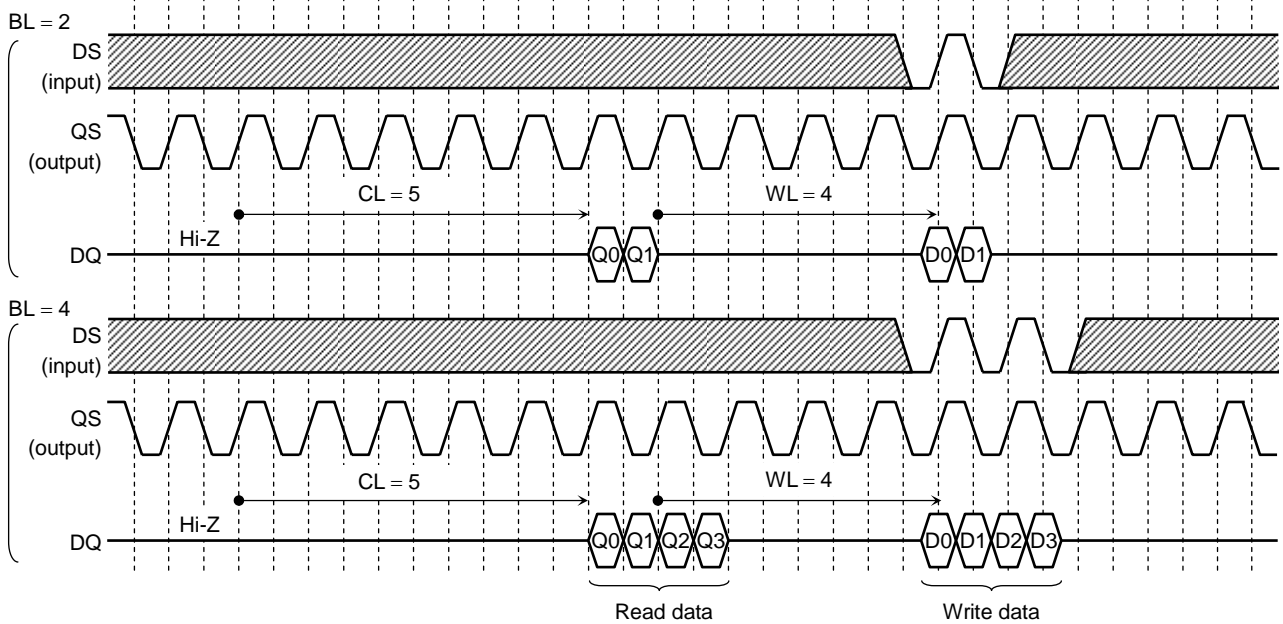 BL = 2
DS
(input)
QS
(output)
CL = 5 WL = 4
Hi-Z
DQ Q0 Q1 D0 D1
BL = 4
DS
(input)
QS
(output)
CL = 5 WL = 4
Hi-Z
DQ Q0 Q1 Q2 Q3 D0 D1 D2 D3
Read data Write data